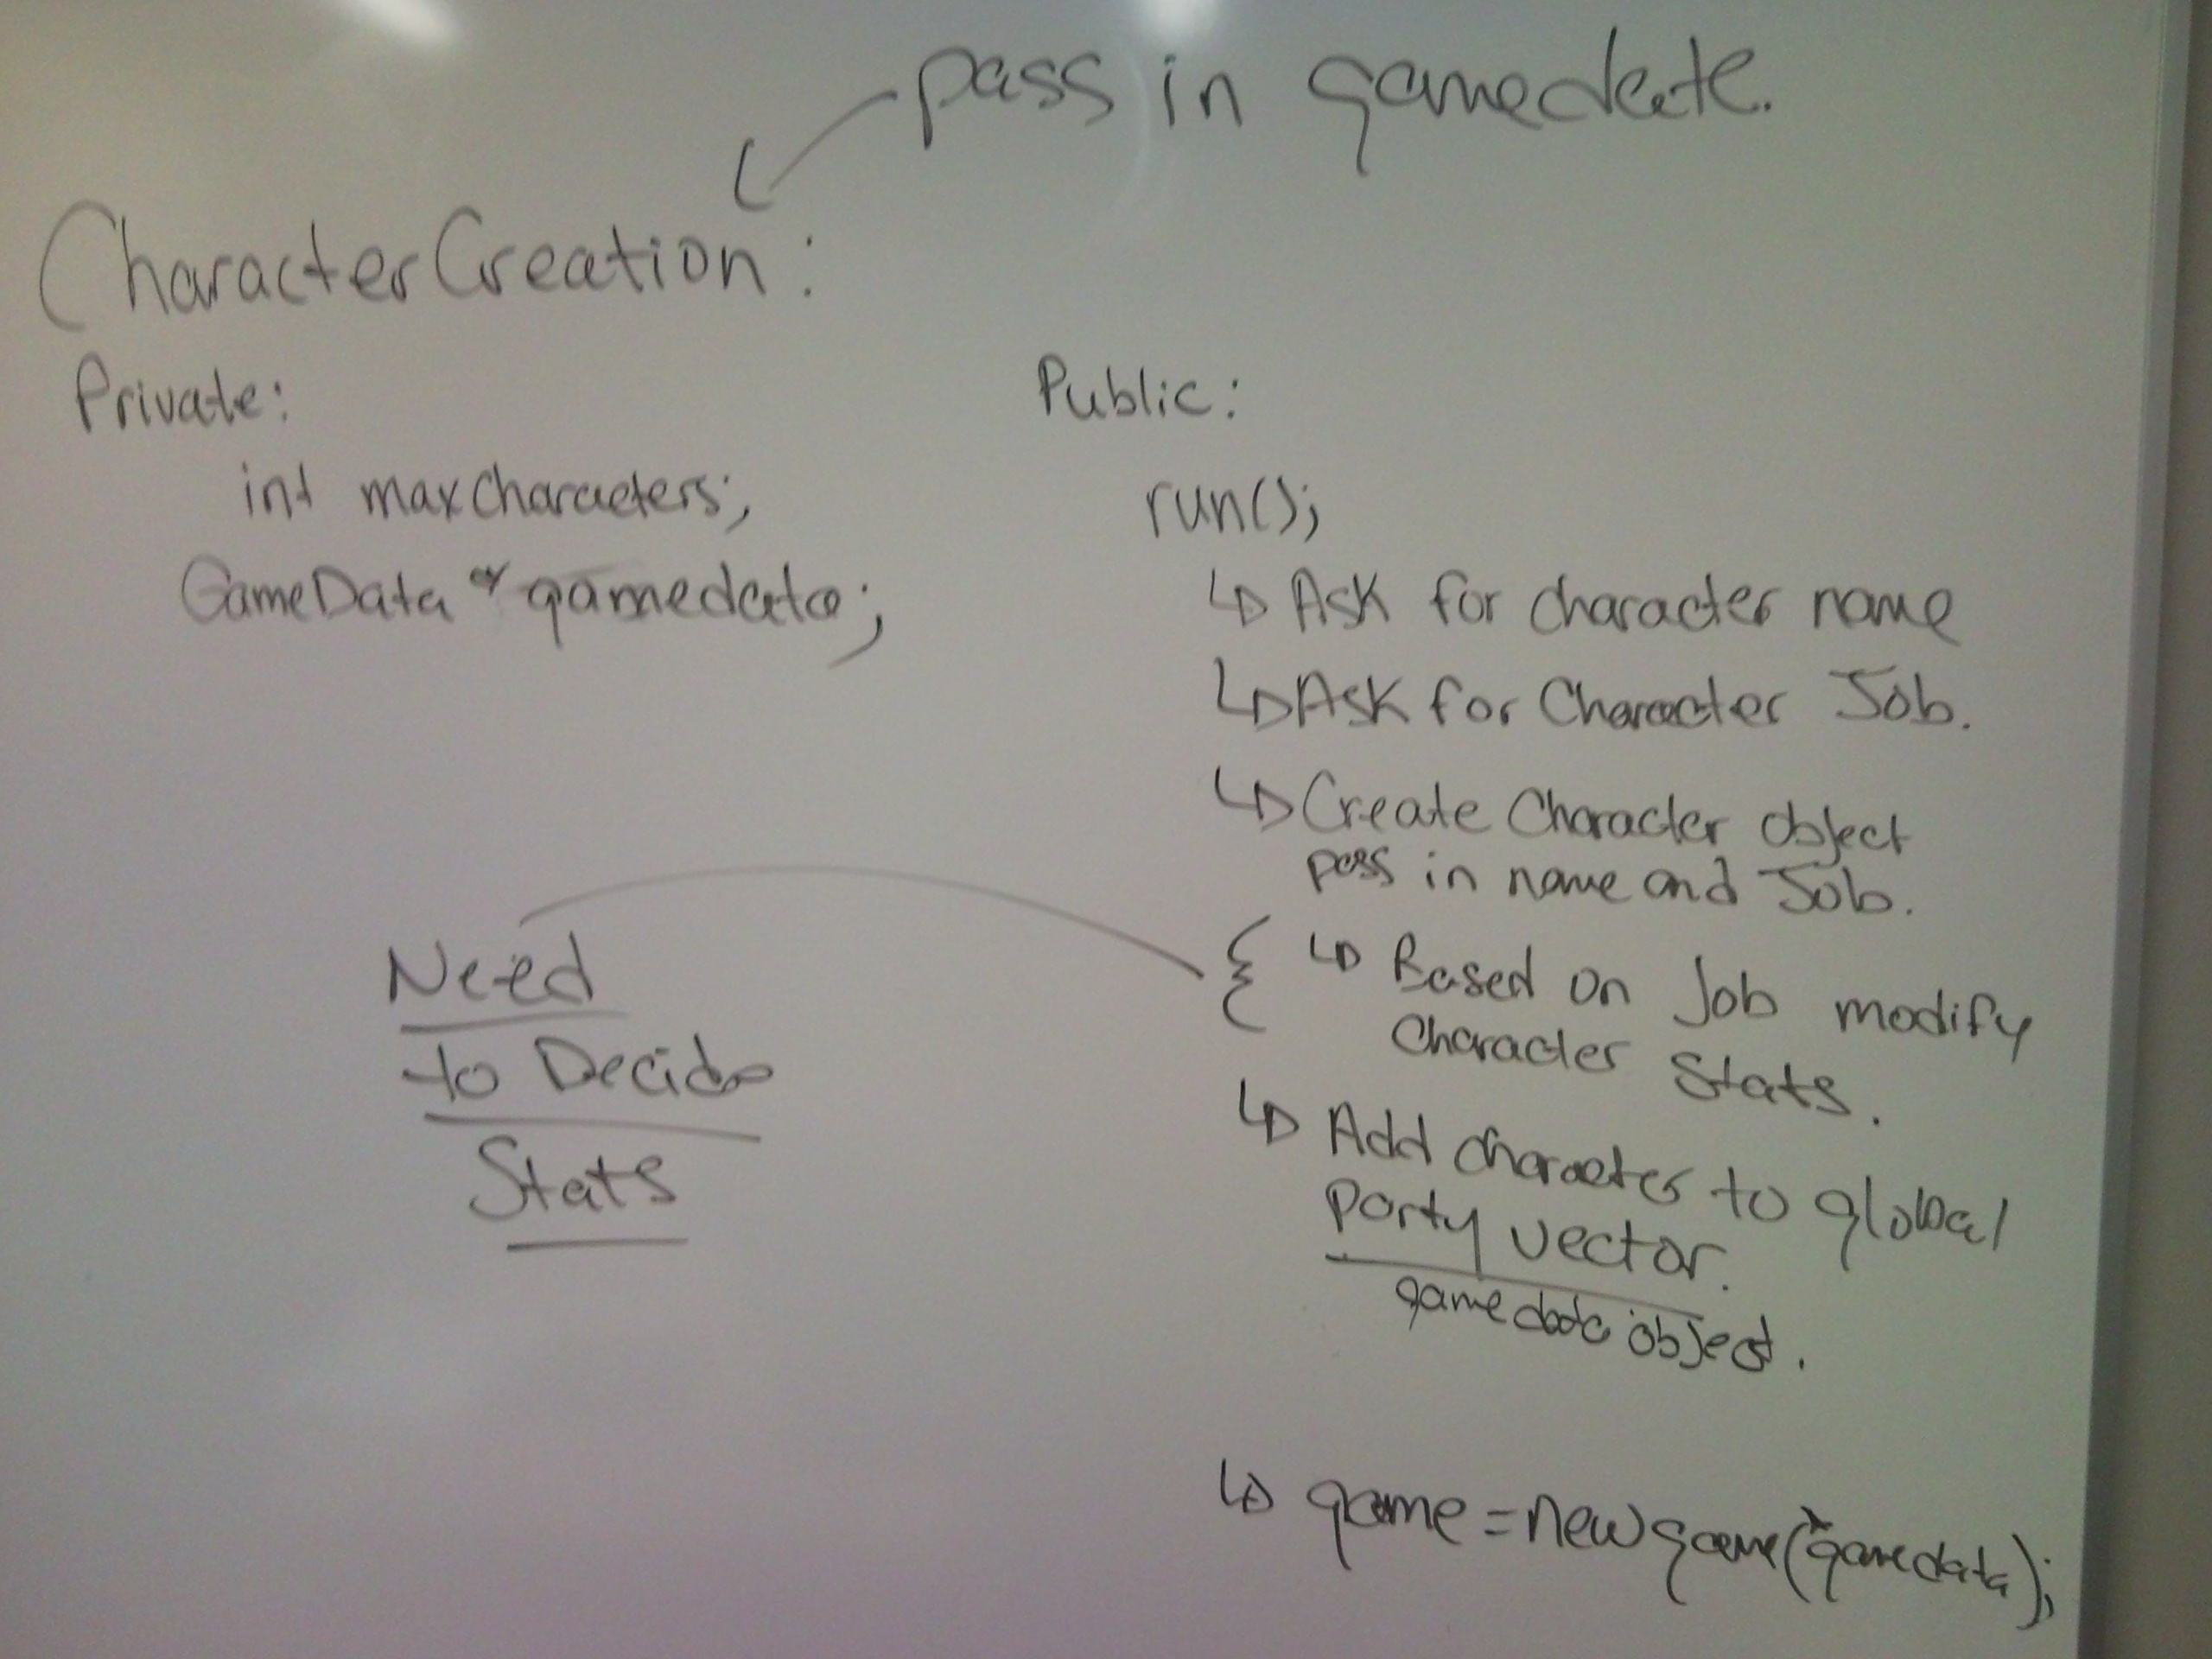 pass in gamedata.
CharacterCreation:
Private:
int maxcharacters;
GameData * gamedata;
Need
to Decide
Stats
Public:
run();
↳ Ask for character name
↳ Ask for Character Job.
↳ Create Character object
pass in name and Job.
{ ↳ Based on Job modify
Character Stats.
↳ Add character to global
party vector.
gamedata object.
↳ game = new game(*gamedata);